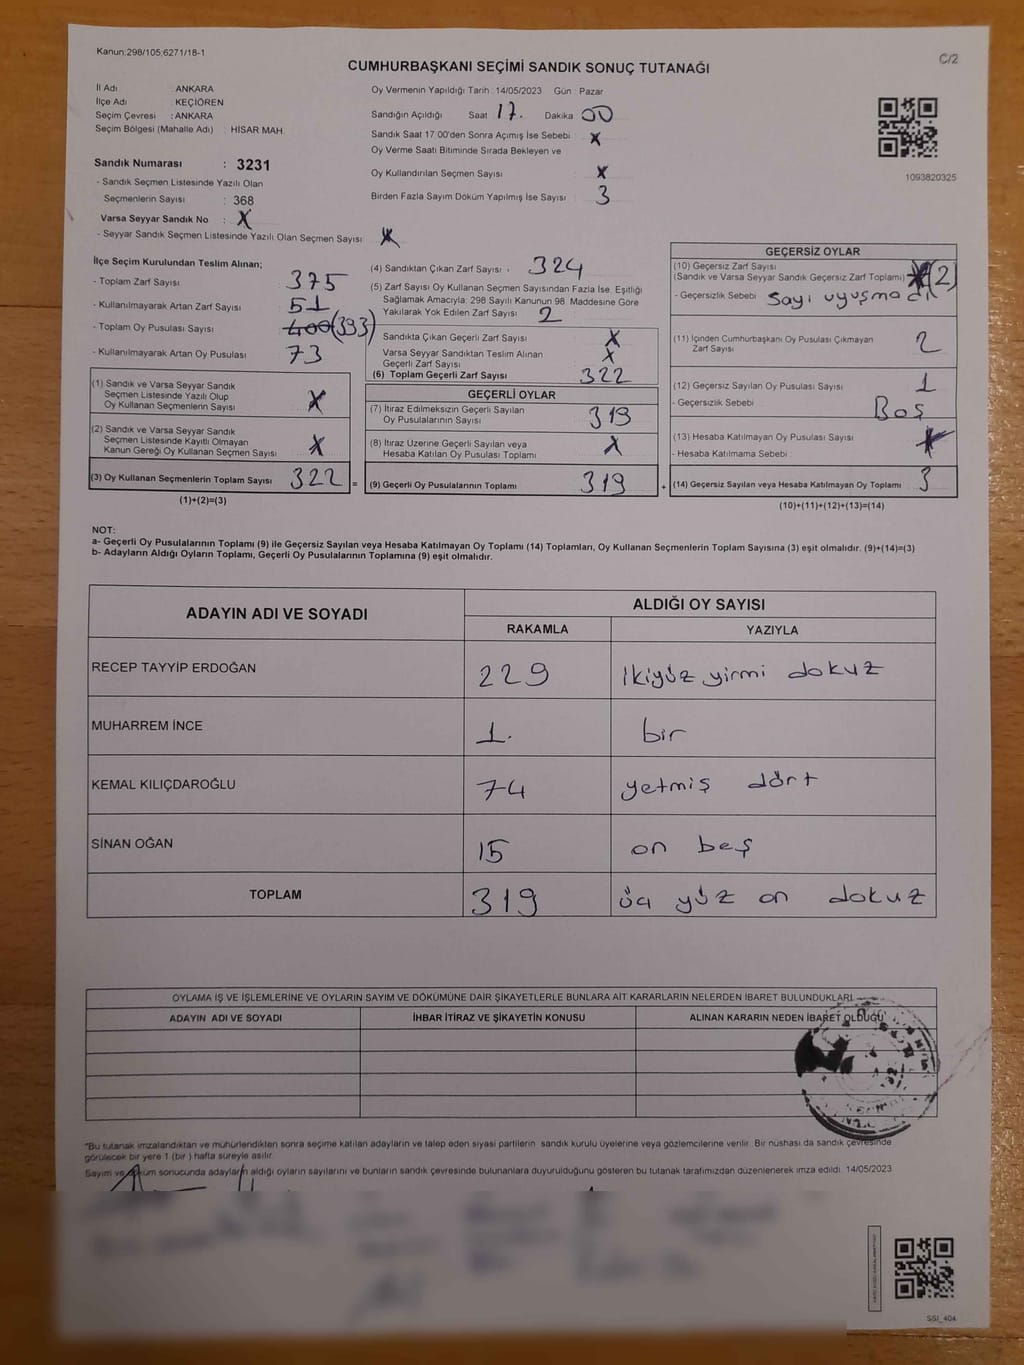 Kanun:298/105;6271/18-1
C/2
CUMHURBAŞKANI SEÇİMİ SANDIK SONUÇ TUTANAĞI
İl Adı : ANKARA
İlçe Adı : KEÇİÖREN
Seçim Çevresi : ANKARA
Seçim Bölgesi (Mahalle Adı) : HİSAR MAH.
Sandık Numarası : 3231
- Sandık Seçmen Listesinde Yazılı Olan
Seçmenlerin Sayısı : 368
Varsa Seyyar Sandık No : X
- Seyyar Sandık Seçmen Listesinde Yazılı Olan Seçmen Sayısı: X
Oy Vermenin Yapıldığı Tarih : 14/05/2023 Gün : Pazar
Sandığın Açıldığı Saat 17. Dakika 00
Sandık Saat 17:00'den Sonra Açımış İse Sebebi : X
Oy Verme Saati Bitiminde Sırada Bekleyen ve
Oy Kullandırılan Seçmen Sayısı : X
Birden Fazla Sayım Döküm Yapılmış İse Sayısı : 3
1093820325
İlçe Seçim Kurulundan Teslim Alınan;
- Toplam Zarf Sayısı : 375
- Kullanılmayarak Artan Zarf Sayısı : 51
- Toplam Oy Pusulası Sayısı : 400 (393)
- Kullanılmayarak Artan Oy Pusulası : 73
(1) Sandık ve Varsa Seyyar Sandık
Seçmen Listesinde Yazılı Olup
Oy Kullanan Seçmenlerin Sayısı : X
(2) Sandık ve Varsa Seyyar Sandık
Seçmen Listesinde Kayıtlı Olmayan
Kanun Gereği Oy Kullanan Seçmen Sayısı : X
(3) Oy Kullanan Seçmenlerin Toplam Sayısı 322 =
(1)+(2)=(3)
(4) Sandıktan Çıkan Zarf Sayısı : 324
(5) Zarf Sayısı Oy Kullanan Seçmen Sayısından Fazla İse, Eşitliği
Sağlamak Amacıyla; 298 Sayılı Kanunun 98. Maddesine Göre
Yakılarak Yok Edilen Zarf Sayısı : 2
Sandıkta Çıkan Geçerli Zarf Sayısı : X
Varsa Seyyar Sandıktan Teslim Alınan
Geçerli Zarf Sayısı : X
(6) Toplam Geçerli Zarf Sayısı : 322
GEÇERLİ OYLAR
(7) İtiraz Edilmeksizin Geçerli Sayılan
Oy Pusulalarının Sayısı : 319
(8) İtiraz Üzerine Geçerli Sayılan veya
Hesaba Katılan Oy Pusulası Toplamı : X
(9) Geçerli Oy Pusulalarının Toplamı : 319 +
GEÇERSİZ OYLAR
(10) Geçersiz Zarf Sayısı
(Sandık ve Varsa Seyyar Sandık Geçersiz Zarf Toplamı) : (2)
- Geçersizlik Sebebi : Sayı uyuşmadı
(11) İçinden Cumhurbaşkanı Oy Pusulası Çıkmayan
Zarf Sayısı : 2
(12) Geçersiz Sayılan Oy Pusulası Sayısı : 1
- Geçersizlik Sebebi : Boş
(13) Hesaba Katılmayan Oy Pusulası Sayısı : X
- Hesaba Katılmama Sebebi :
(14) Geçersiz Sayılan veya Hesaba Katılmayan Oy Toplamı : 3
(10)+(11)+(12)+(13)=(14)
NOT:
a- Geçerli Oy Pusulalarının Toplamı (9) ile Geçersiz Sayılan veya Hesaba Katılmayan Oy Toplamı (14) Toplamları, Oy Kullanan Seçmenlerin Toplam Sayısına (3) eşit olmalıdır. (9)+(14)=(3)
b- Adayların Aldığı Oyların Toplamı, Geçerli Oy Pusulalarının Toplamına (9) eşit olmalıdır.
ADAYIN ADI VE SOYADI ALDIĞI OY SAYISI
RAKAMLA YAZIYLA
RECEP TAYYİP ERDOĞAN 229 ikiyüz yirmi dokuz
MUHARREM İNCE 1. bir
KEMAL KILIÇDAROĞLU 74 yetmiş dört
SİNAN OĞAN 15 on beş
TOPLAM 319 üç yüz on dokuz
OYLAMA İŞ VE İŞLEMLERİNE VE OYLARIN SAYIM VE DÖKÜMÜNE DAİR ŞİKAYETLERLE BUNLARA AİT KARARLARIN NELERDEN İBARET BULUNDUKLARI
ADAYIN ADI VE SOYADI İHBAR İTİRAZ VE ŞİKAYETİN KONUSU ALINAN KARARIN NEDEN İBARET OLDUĞU
*Bu tutanak imzalandıktan ve mühürlendikten sonra seçime katılan adayların ve talep eden siyasi partilerin sandık kurulu üyelerine veya gözlemcilerine verilir. Bir nüshası da sandık çevresinde
görülecek bir yere 1 (bir ) hafta süreyle asılır.
Sayım ve döküm sonucunda adayların aldığı oyların sayılarını ve bunların sandık çevresinde bulunanlara duyurulduğunu gösteren bu tutanak tarafımızdan düzenlenerek imza edildi. 14/05/2023
SSI_404